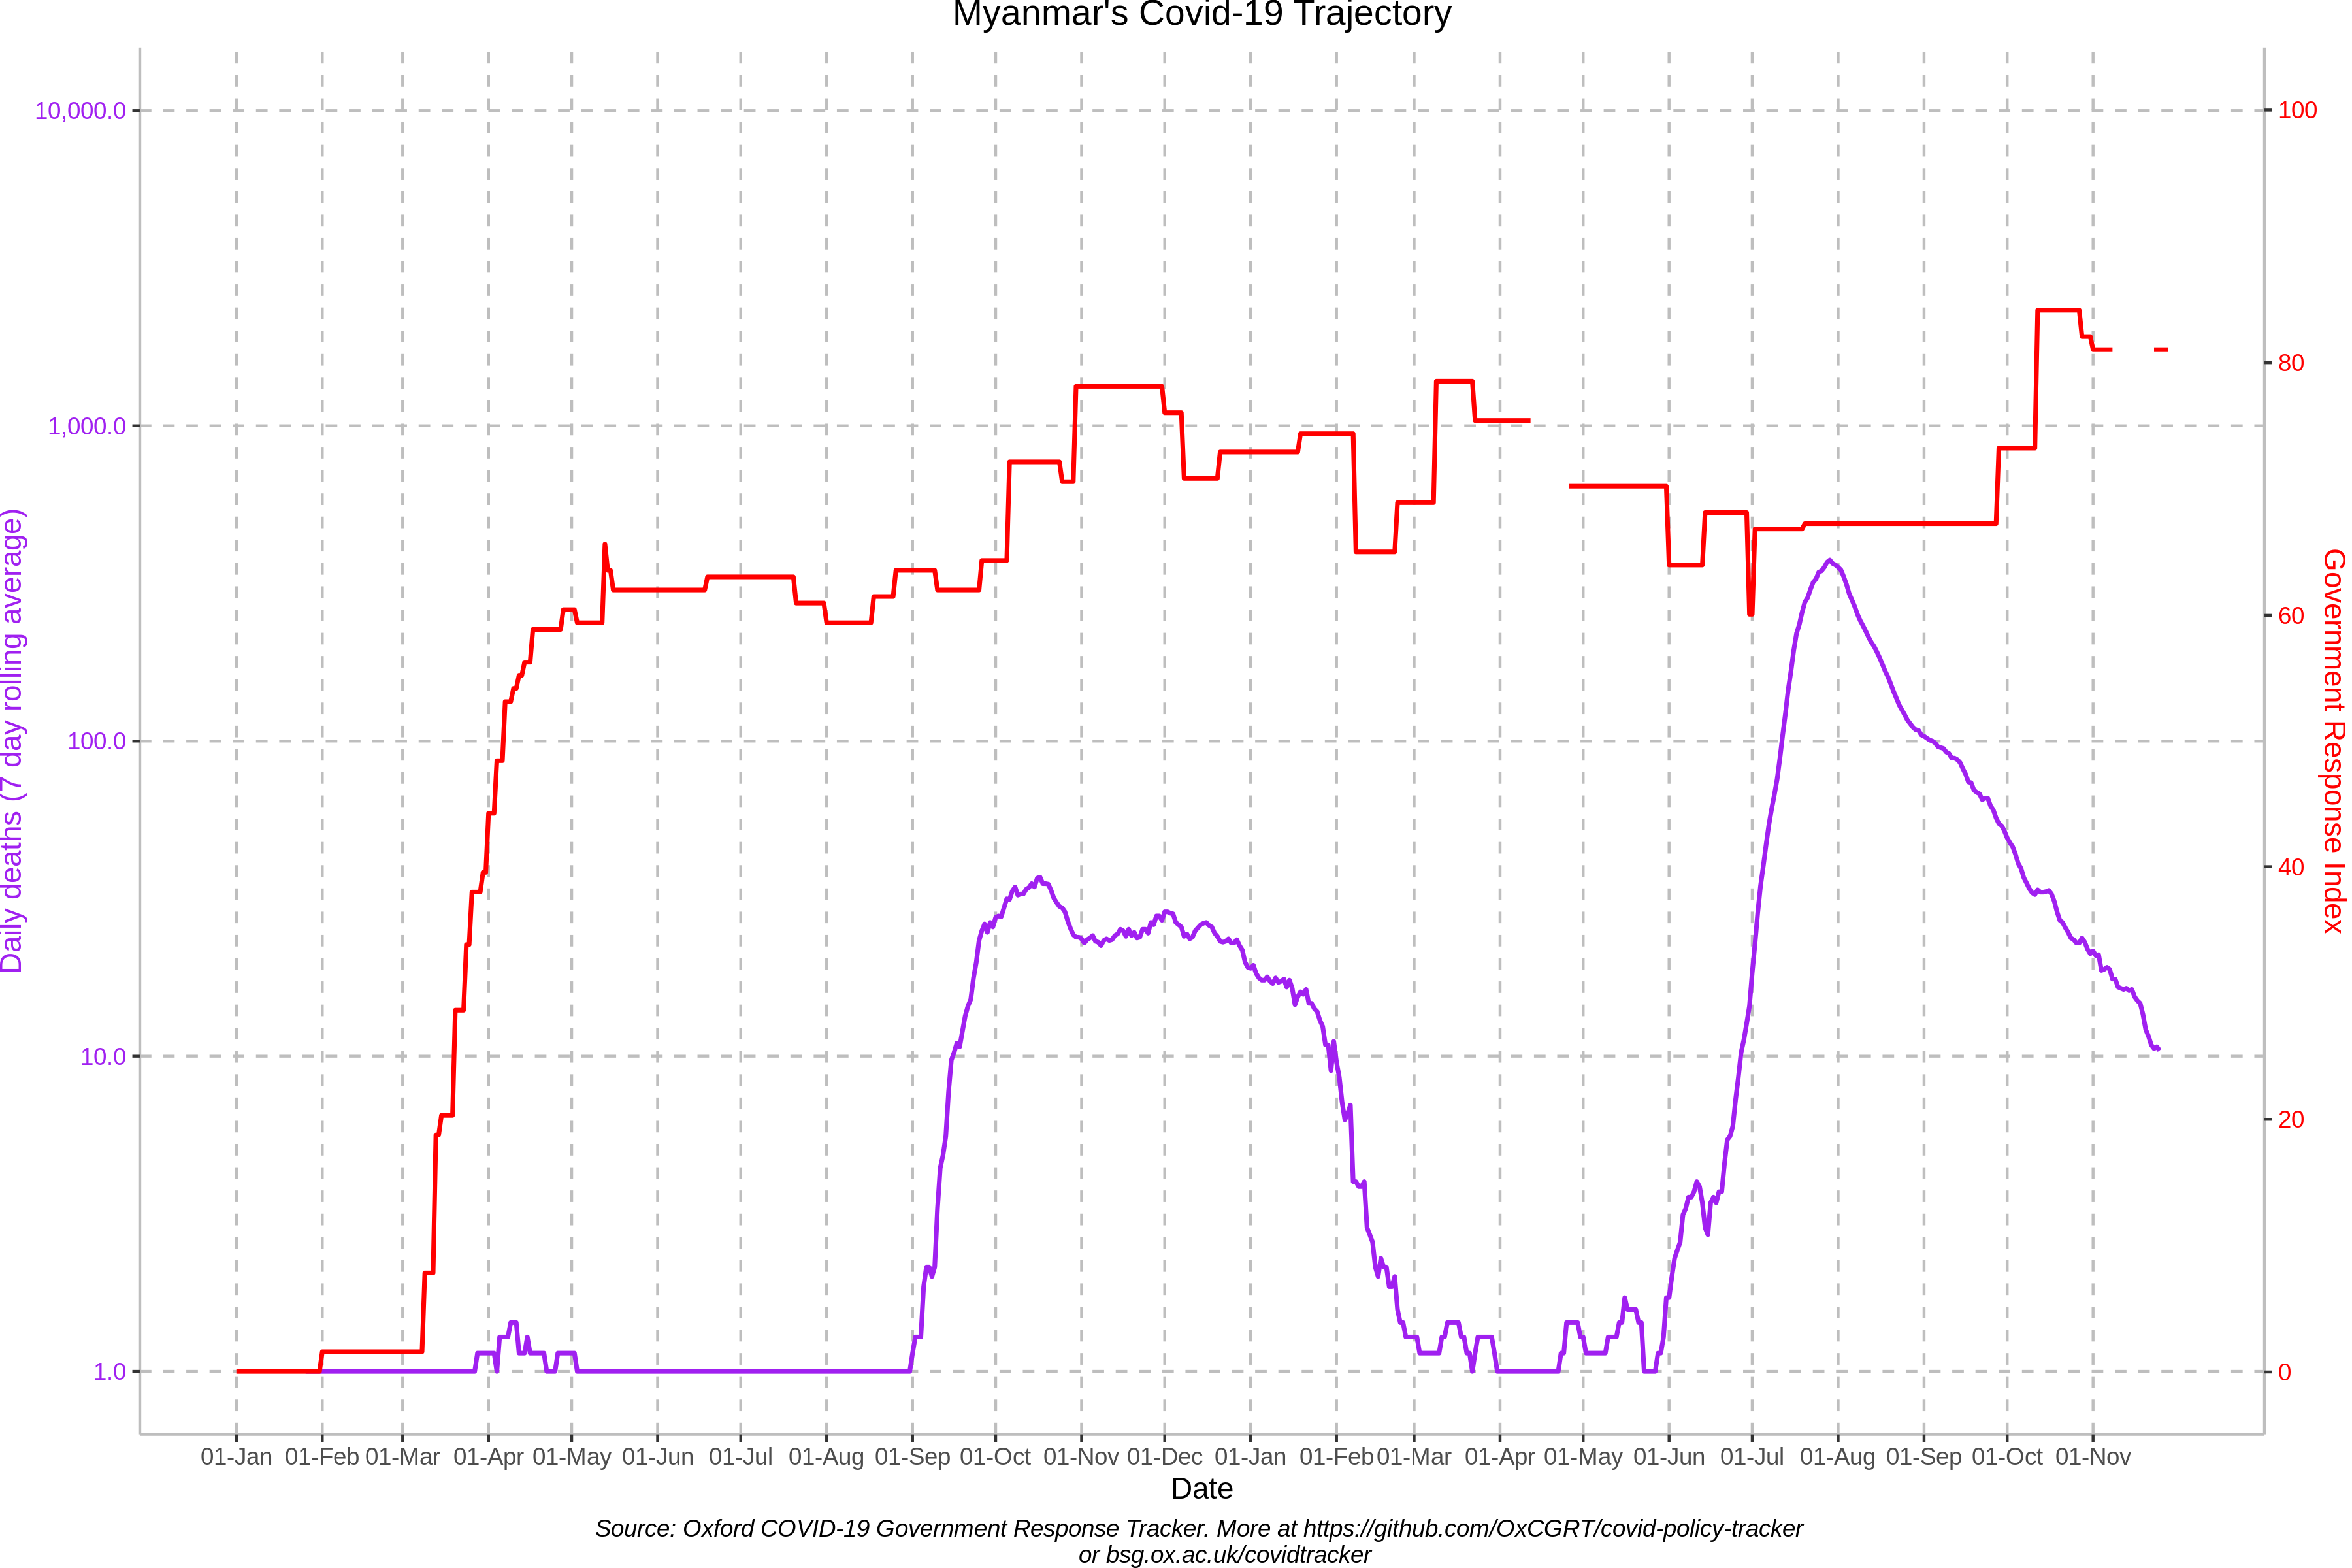 Myanmar's Covid-19 Trajectory
10,000.0
1,000.0
100.0
10.0
1.0
Daily deaths (7 day rolling average)
100
80
60
40
20
0
Government Response Index
01-Jan 01-Feb 01-Mar 01-Apr 01-May 01-Jun 01-Jul 01-Aug 01-Sep 01-Oct 01-Nov 01-Dec 01-Jan 01-Feb 01-Mar 01-Apr 01-May 01-Jun 01-Jul 01-Aug 01-Sep 01-Oct 01-Nov
Date
Source: Oxford COVID-19 Government Response Tracker. More at https://github.com/OxCGRT/covid-policy-tracker
or bsg.ox.ac.uk/covidtracker